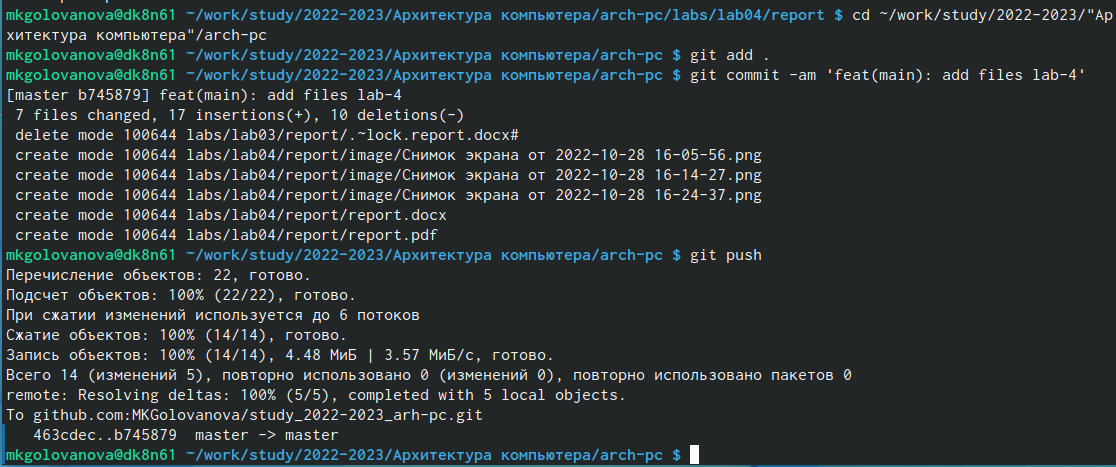 mkgolovanova@dk8n61 ~/work/study/2022-2023/Архитектура компьютера/arch-pc/labs/lab04/report $ cd ~/work/study/2022-2023/"Ар
хитектура компьютера"/arch-pc
mkgolovanova@dk8n61 ~/work/study/2022-2023/Архитектура компьютера/arch-pc $ git add .
mkgolovanova@dk8n61 ~/work/study/2022-2023/Архитектура компьютера/arch-pc $ git commit -am 'feat(main): add files lab-4'
[master b745879] feat(main): add files lab-4
 7 files changed, 17 insertions(+), 10 deletions(-)
 delete mode 100644 labs/lab03/report/.~lock.report.docx#
 create mode 100644 labs/lab04/report/image/Снимок экрана от 2022-10-28 16-05-56.png
 create mode 100644 labs/lab04/report/image/Снимок экрана от 2022-10-28 16-14-27.png
 create mode 100644 labs/lab04/report/image/Снимок экрана от 2022-10-28 16-24-37.png
 create mode 100644 labs/lab04/report/report.docx
 create mode 100644 labs/lab04/report/report.pdf
mkgolovanova@dk8n61 ~/work/study/2022-2023/Архитектура компьютера/arch-pc $ git push
Перечисление объектов: 22, готово.
Подсчет объектов: 100% (22/22), готово.
При сжатии изменений используется до 6 потоков
Сжатие объектов: 100% (14/14), готово.
Запись объектов: 100% (14/14), 4.48 МиБ | 3.57 МиБ/с, готово.
Всего 14 (изменений 5), повторно использовано 0 (изменений 0), повторно использовано пакетов 0
remote: Resolving deltas: 100% (5/5), completed with 5 local objects.
To github.com:MKGolovanova/study_2022-2023_arh-pc.git
   463cdec..b745879  master -> master
mkgolovanova@dk8n61 ~/work/study/2022-2023/Архитектура компьютера/arch-pc $